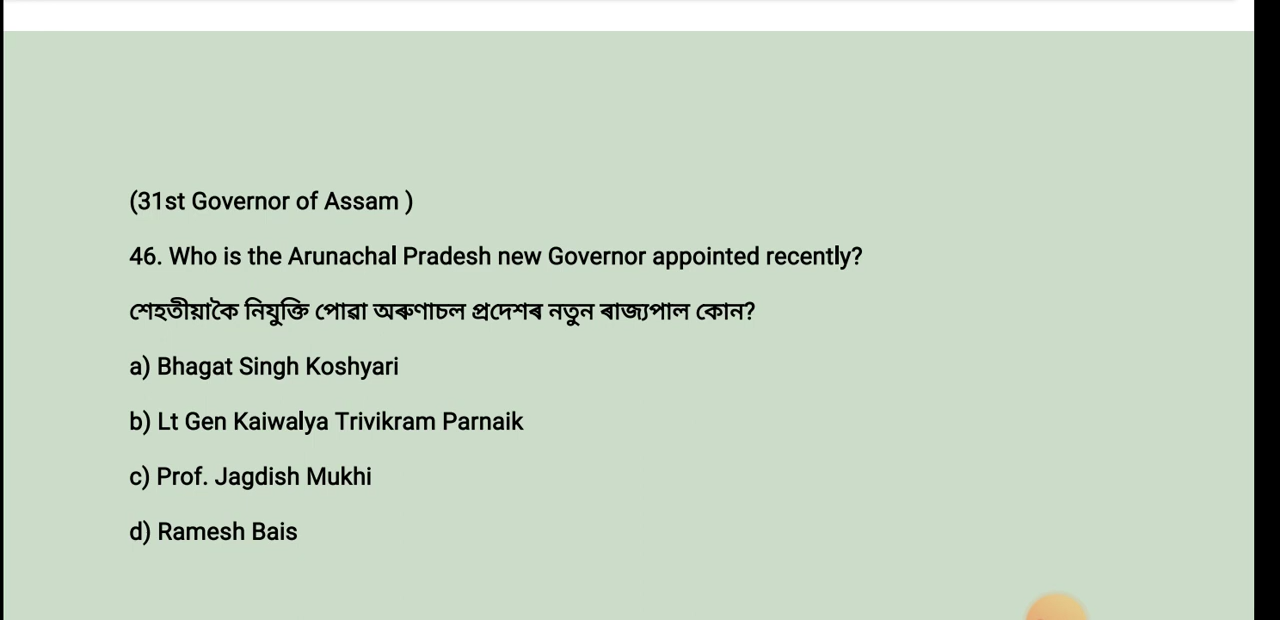 (31st Governor of Assam )
46. Who is the Arunachal Pradesh new Governor appointed recently?
শেহতীয়াকৈ নিযুক্তি পোৱা অৰুণাচল প্ৰদেশৰ নতুন ৰাজ্যপাল কোন?
a) Bhagat Singh Koshyari
b) Lt Gen Kaiwalya Trivikram Parnaik
c) Prof. Jagdish Mukhi
d) Ramesh Bais